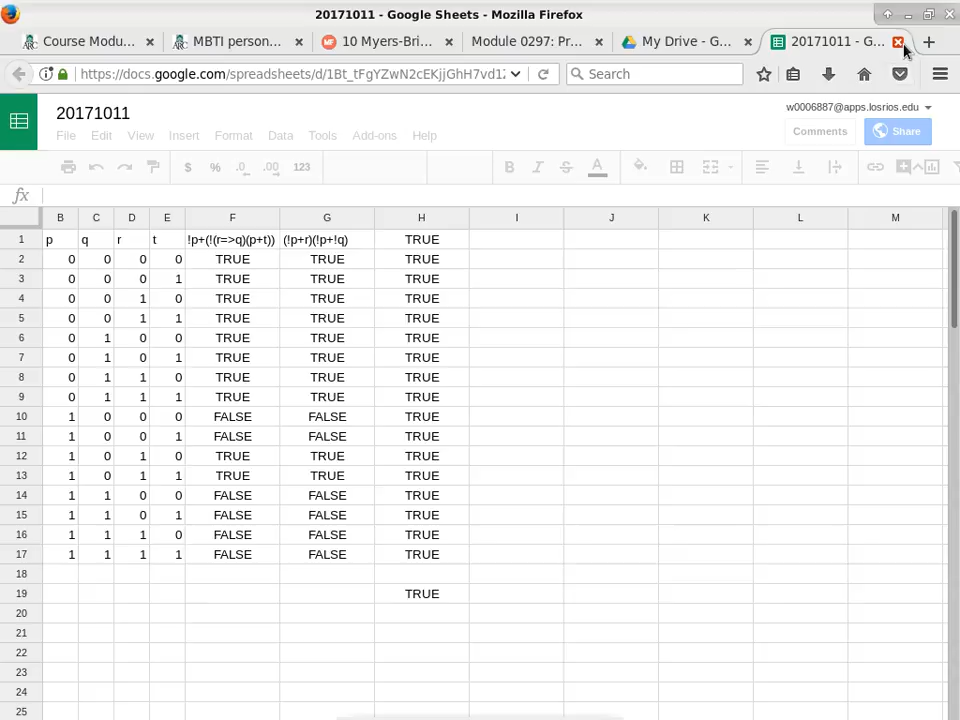 20171011 - Google Sheets - Mozilla Firefox
Course Modu... MBTI person... 10 Myers-Bri... Module 0297: Pr... My Drive - G... 20171011 - G...
https://docs.google.com/spreadsheets/d/1Bt_tFgYZwN2cEKjjGhH7vd1 Search
20171011 w0006887@apps.losrios.edu
File Edit View Insert Format Data Tools Add-ons Help Comments Share
$ % .0 .00 123 B I S A
fx
B C D E F G H I J K L M
1 p q r t !p+(!(r=>q)(p+t)) (!p+r)(!p+!q) TRUE
2 0 0 0 0 TRUE TRUE TRUE
3 0 0 0 1 TRUE TRUE TRUE
4 0 0 1 0 TRUE TRUE TRUE
5 0 0 1 1 TRUE TRUE TRUE
6 0 1 0 0 TRUE TRUE TRUE
7 0 1 0 1 TRUE TRUE TRUE
8 0 1 1 0 TRUE TRUE TRUE
9 0 1 1 1 TRUE TRUE TRUE
10 1 0 0 0 FALSE FALSE TRUE
11 1 0 0 1 FALSE FALSE TRUE
12 1 0 1 0 TRUE TRUE TRUE
13 1 0 1 1 TRUE TRUE TRUE
14 1 1 0 0 FALSE FALSE TRUE
15 1 1 0 1 FALSE FALSE TRUE
16 1 1 1 0 FALSE FALSE TRUE
17 1 1 1 1 FALSE FALSE TRUE
18
19 TRUE
20
21
22
23
24
25